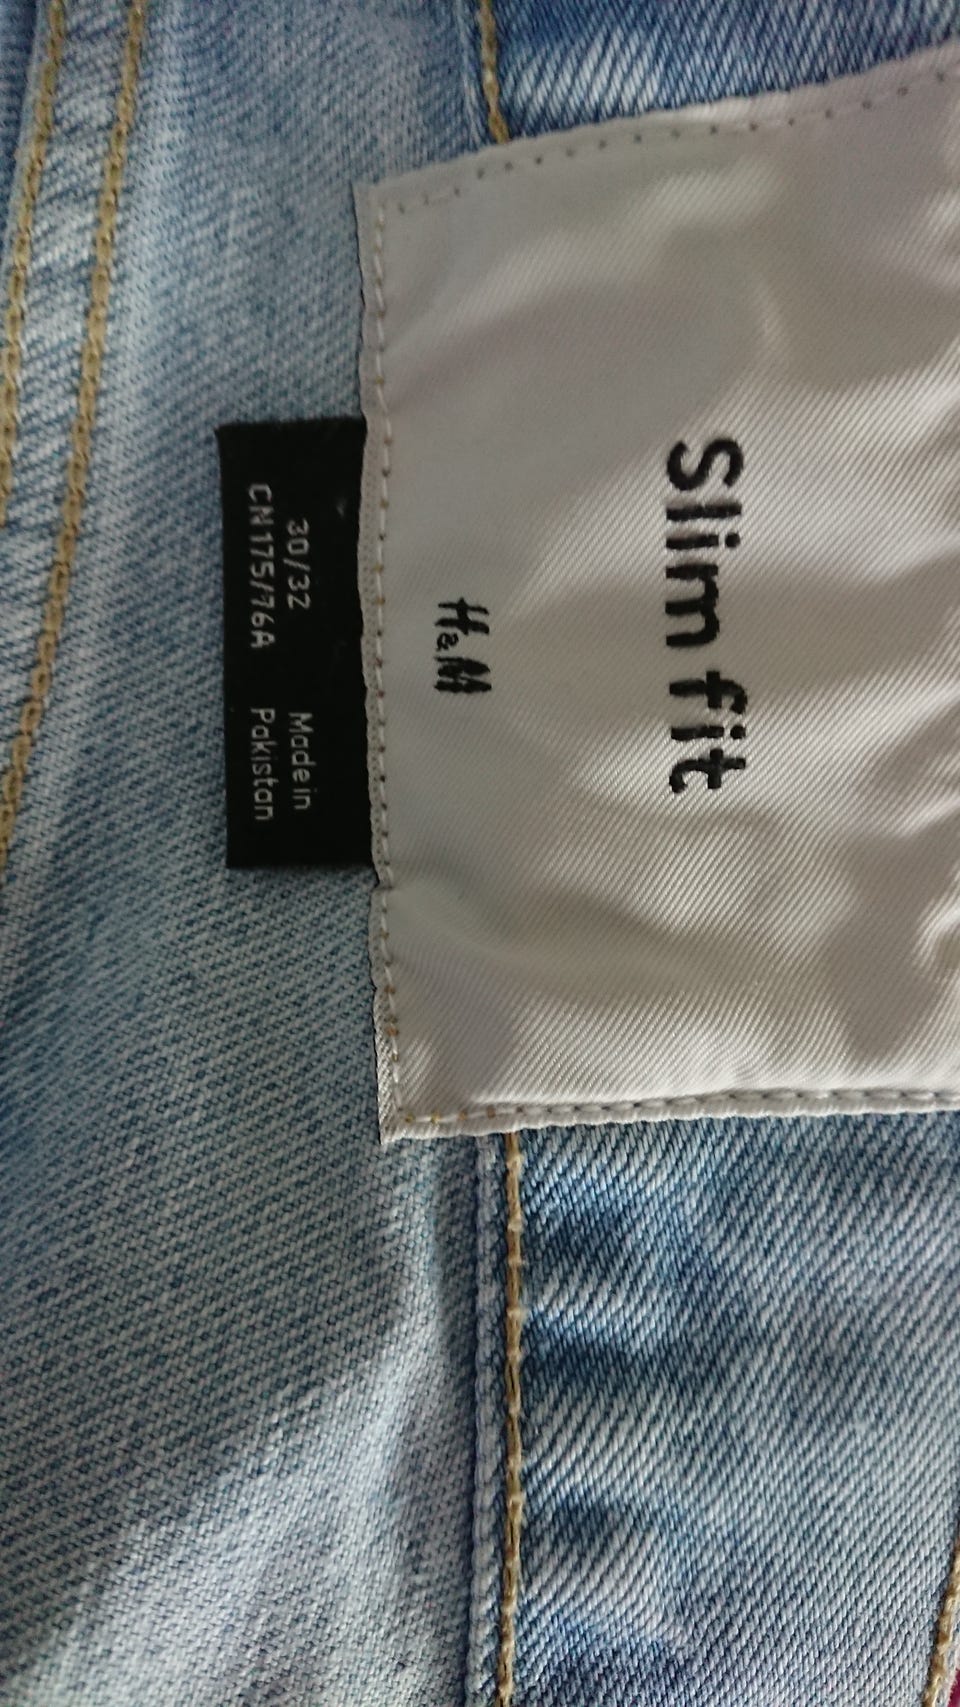 Slim fit
H&M
30/32 Made in
CN175/76A Pakistan